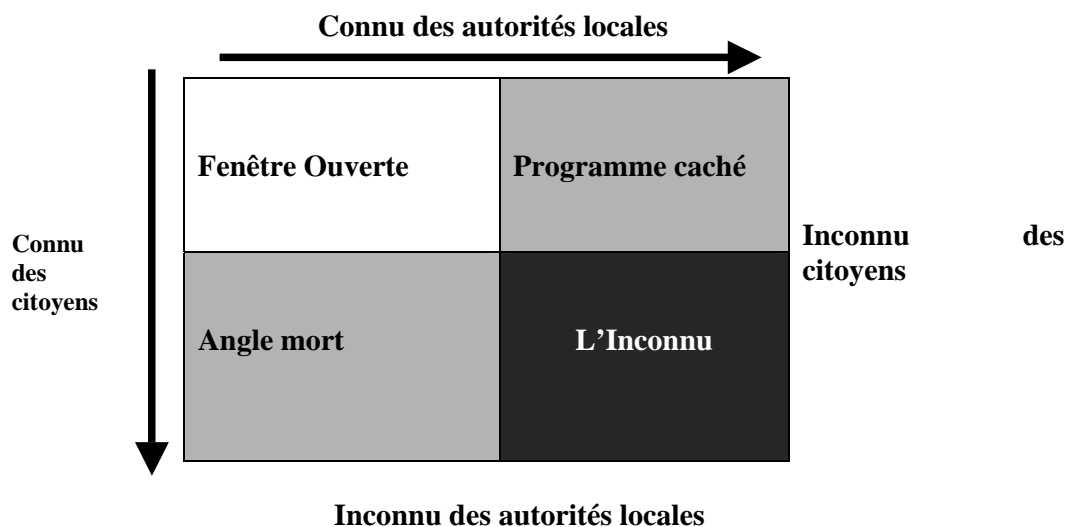 Connu des autorités locales
Fenêtre Ouverte
Programme caché
Connu
des
citoyens
Inconnu des
citoyens
Angle mort
L’Inconnu
Inconnu des autorités locales